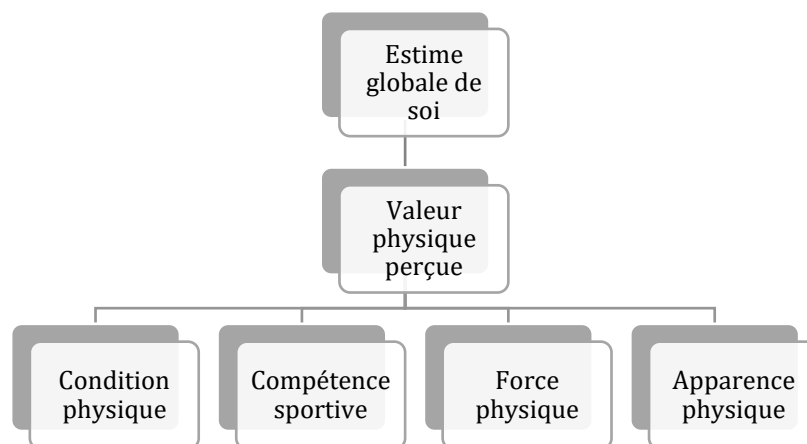 Estime
globale de
soi
Valeur
physique
perçue
Condition
physique
Compétence
sportive
Force
physique
Apparence
physique